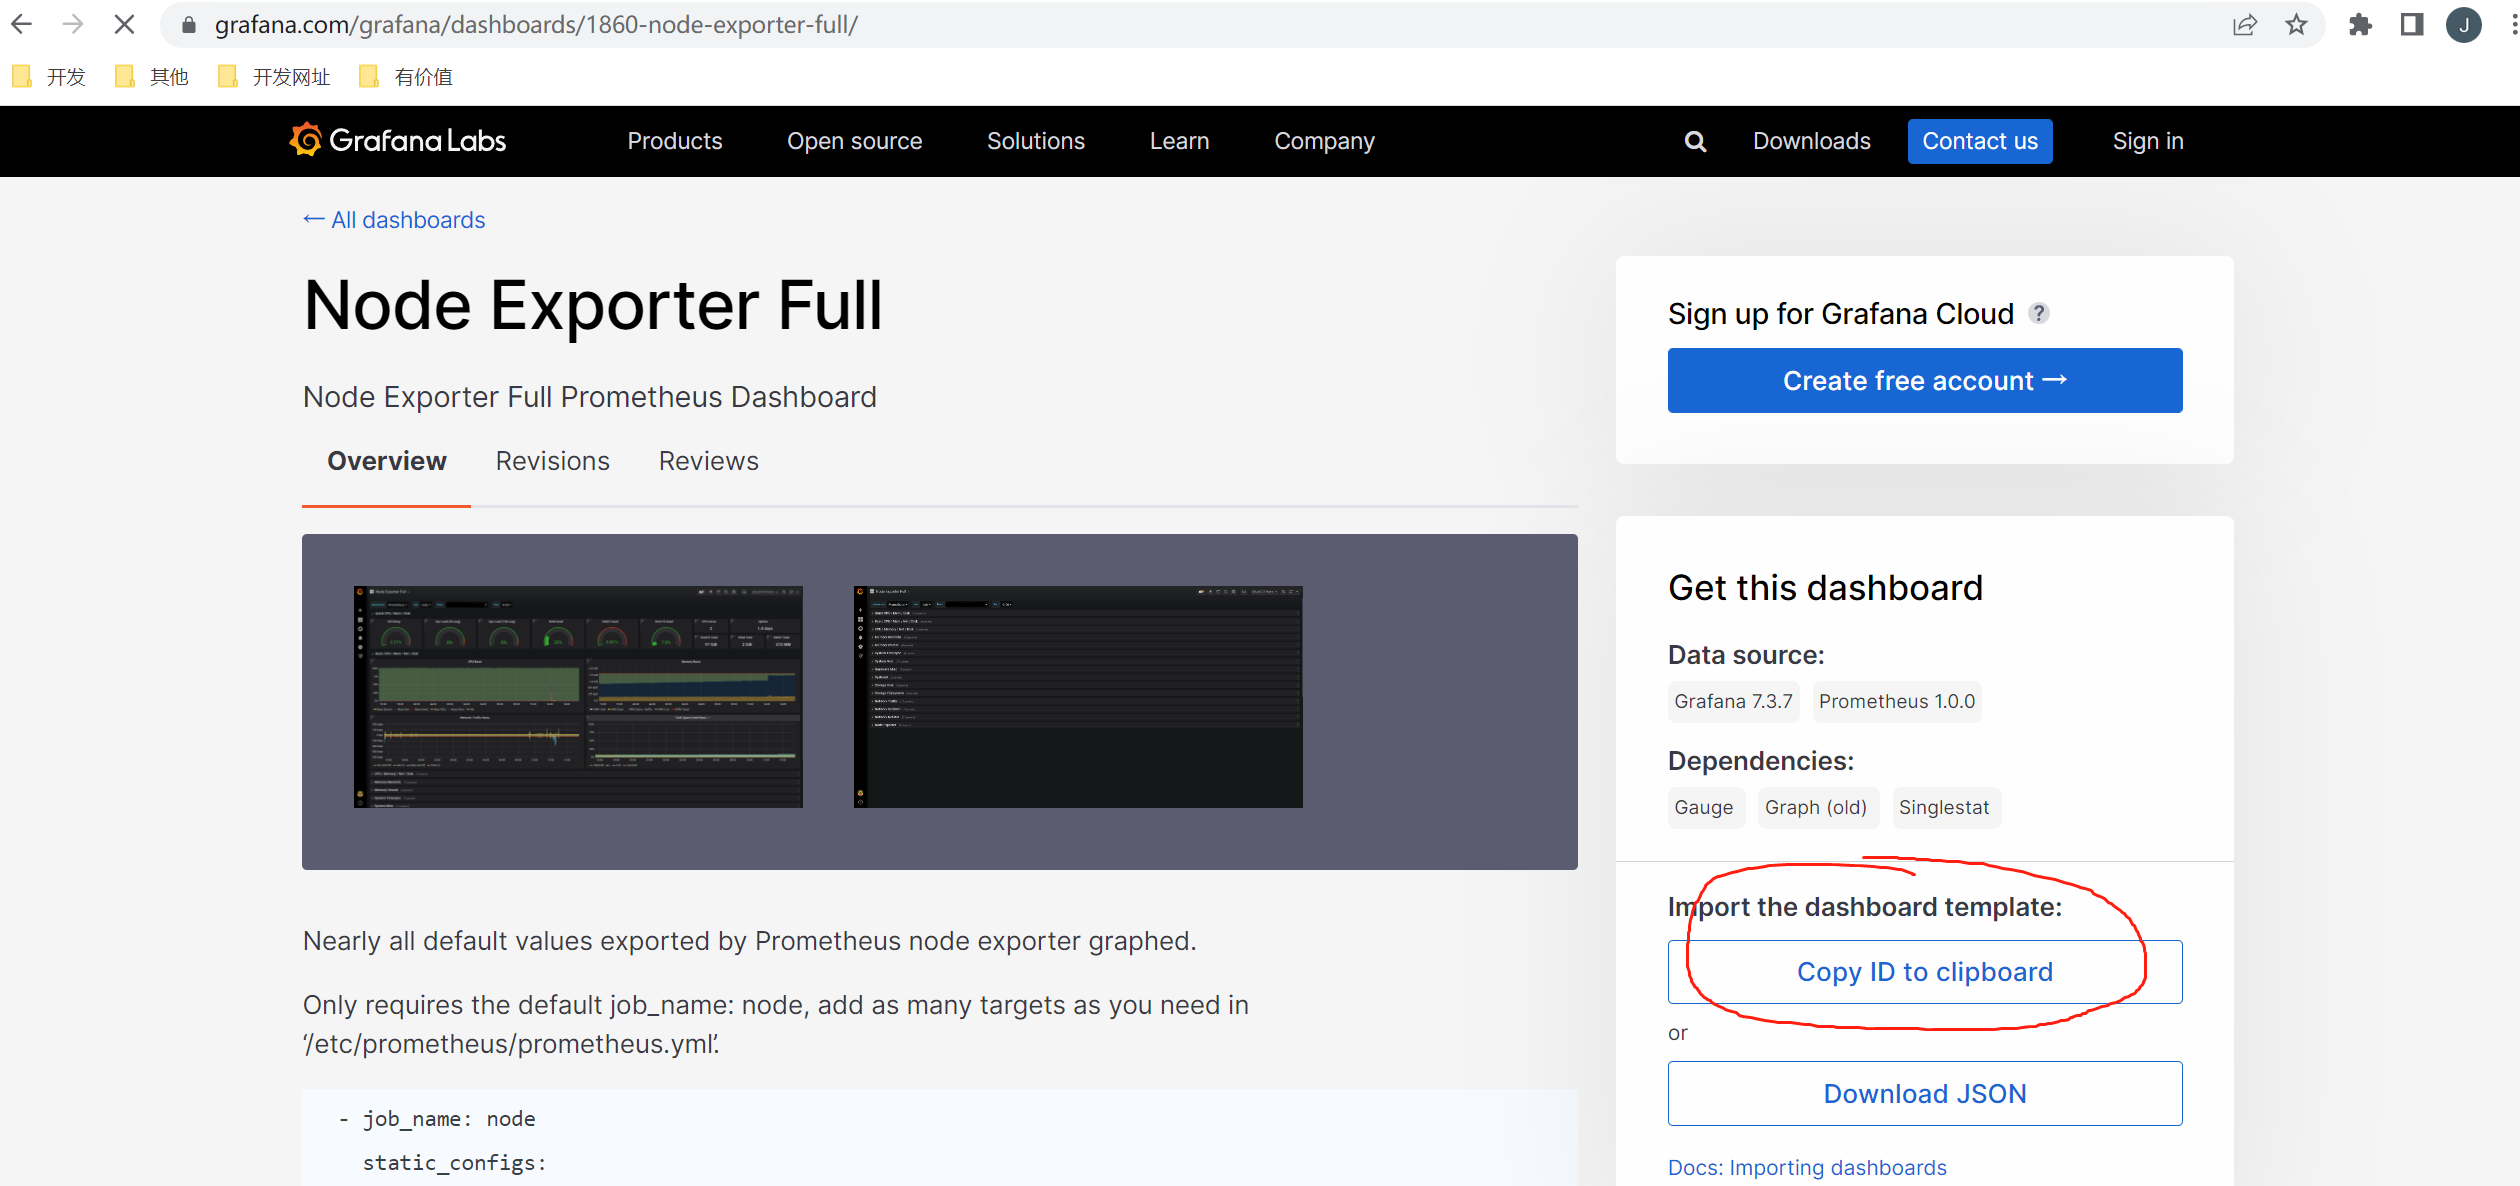 grafana.com/grafana/dashboards/1860-node-exporter-full/
J
开发 其他 开发网址 有价值
Grafana Labs Products Open source Solutions Learn Company Downloads Contact us Sign in
← All dashboards
Node Exporter Full
Node Exporter Full Prometheus Dashboard
Overview Revisions Reviews
Nearly all default values exported by Prometheus node exporter graphed.
Only requires the default job_name: node, add as many targets as you need in
‘/etc/prometheus/prometheus.yml’.
- job_name: node
static_configs:
Sign up for Grafana Cloud ?
Create free account →
Get this dashboard
Data source:
Grafana 7.3.7 Prometheus 1.0.0
Dependencies:
Gauge Graph (old) Singlestat
Import the dashboard template:
Copy ID to clipboard
or
Download JSON
Docs: Importing dashboards